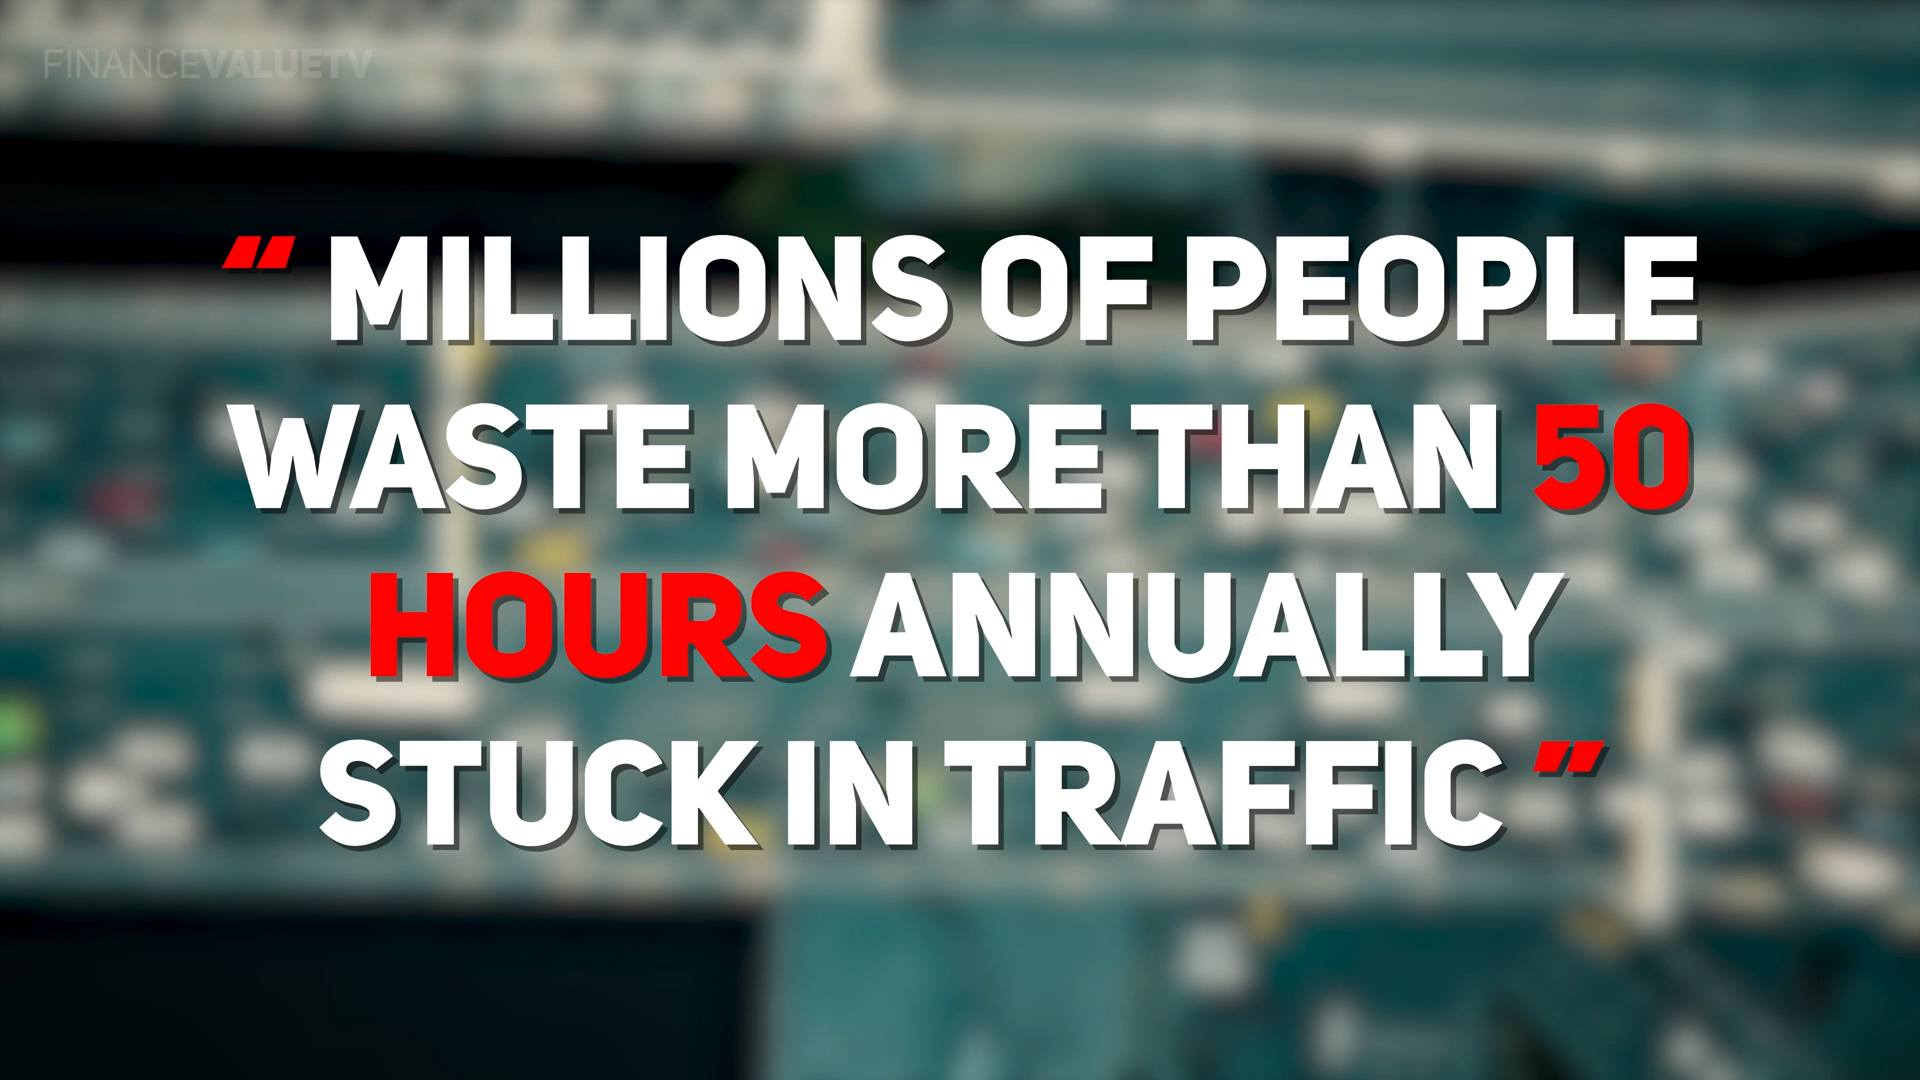 FINANCEVALUETV
“ MILLIONS OF PEOPLE
WASTE MORE THAN 50
HOURS ANNUALLY
STUCK IN TRAFFIC ”